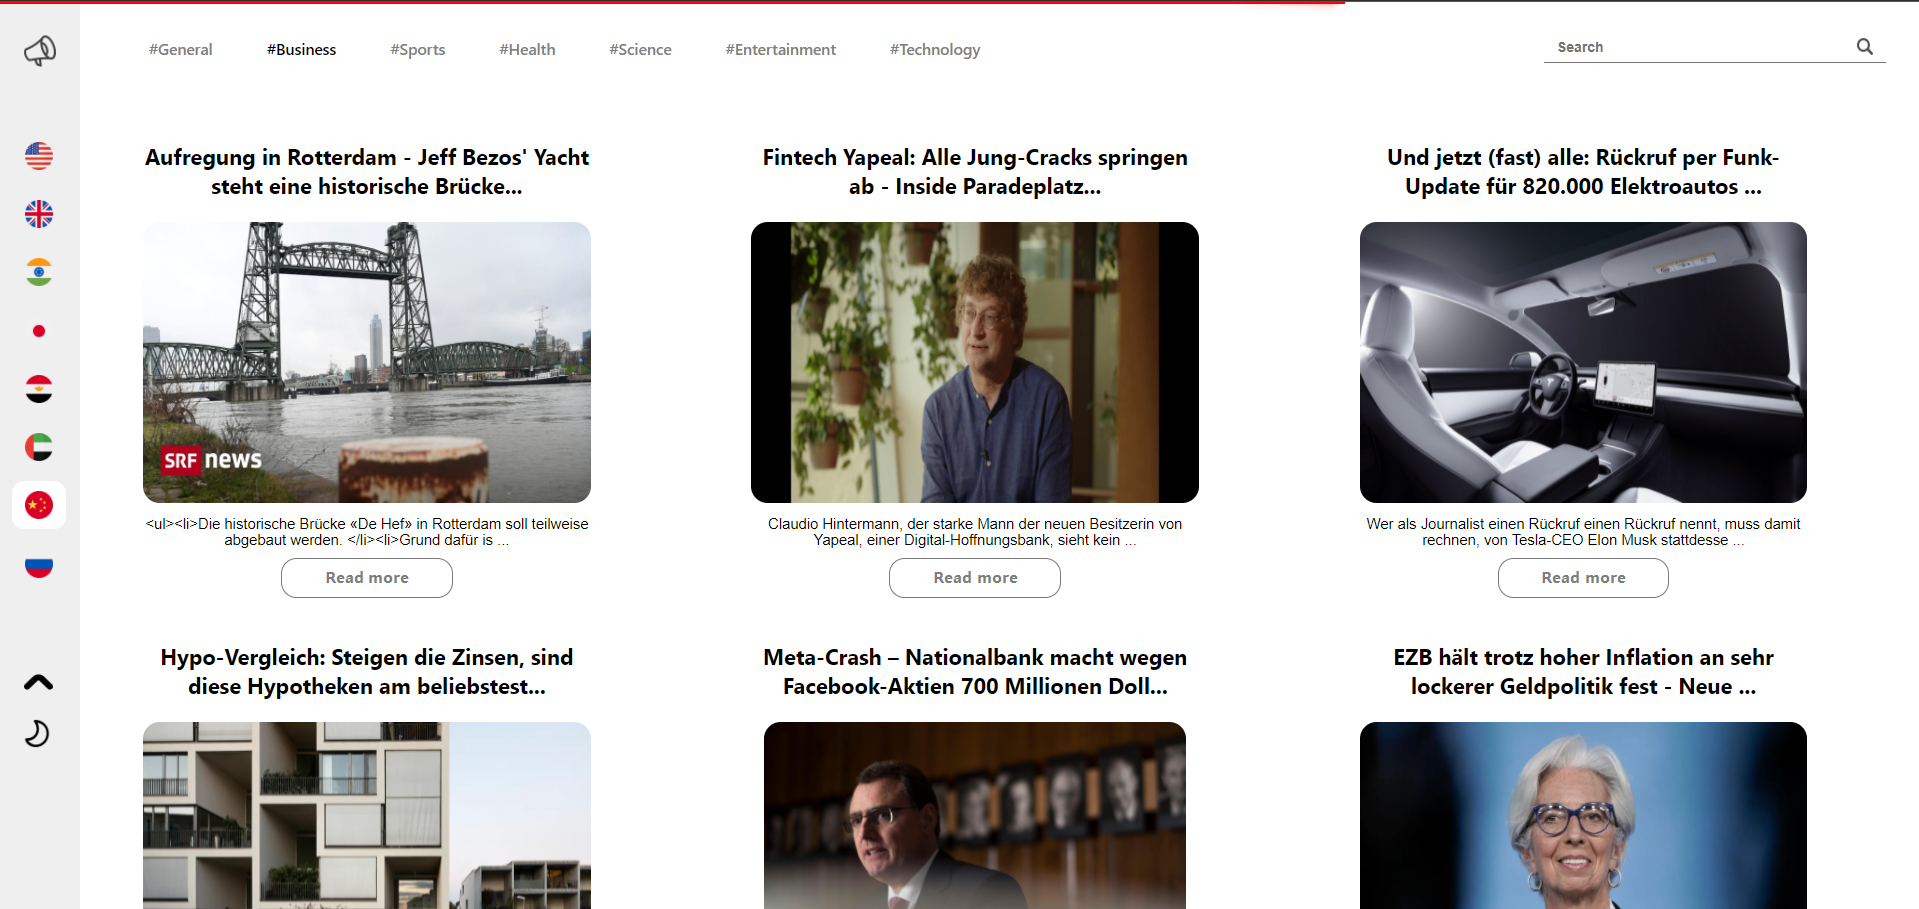 #General #Business #Sports #Health #Science #Entertainment #Technology
Search
Aufregung in Rotterdam - Jeff Bezos' Yacht
steht eine historische Brücke...
SRF news
<ul><li>Die historische Brücke «De Hef» in Rotterdam soll teilweise
abgebaut werden. </li><li>Grund dafür is ...
Read more
Fintech Yapeal: Alle Jung-Cracks springen
ab - Inside Paradeplatz...
Claudio Hintermann, der starke Mann der neuen Besitzerin von
Yapeal, einer Digital-Hoffnungsbank, sieht kein ...
Read more
Und jetzt (fast) alle: Rückruf per Funk-
Update für 820.000 Elektroautos ...
Wer als Journalist einen Rückruf einen Rückruf nennt, muss damit
rechnen, von Tesla-CEO Elon Musk stattdesse ...
Read more
Hypo-Vergleich: Steigen die Zinsen, sind
diese Hypotheken am beliebstest...
Meta-Crash – Nationalbank macht wegen
Facebook-Aktien 700 Millionen Doll...
EZB hält trotz hoher Inflation an sehr
lockerer Geldpolitik fest - Neue ...